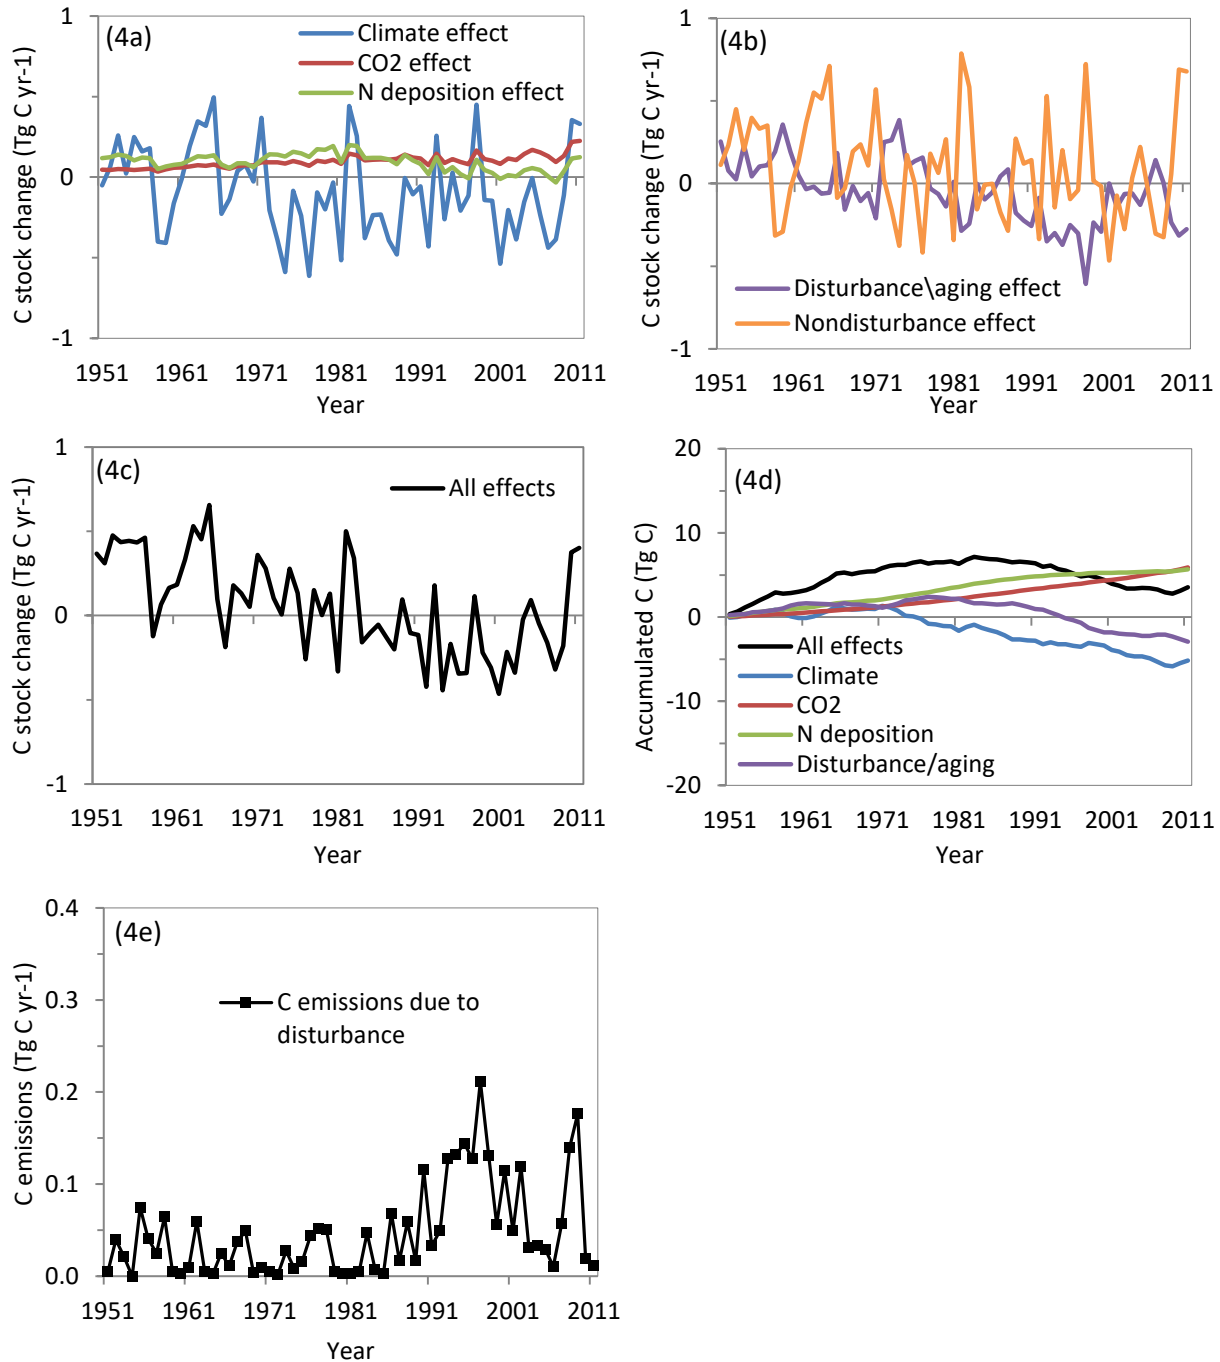 (4a)
Climate effect
CO2 effect
N deposition effect
C stock change (Tg C yr-1)
1
0
-1
1951 1961 1971 1981 1991 2001 2011
Year
(4b)
C stock change (Tg C yr-1)
1
0
-1
Disturbance\aging effect
Nondisturbance effect
1951 1961 1971 1981 1991 2001 2011
Year
(4c)
All effects
C stock change (Tg C yr-1)
1
0
-1
1951 1961 1971 1981 1991 2001 2011
Year
(4d)
Accumulated C (Tg C)
20
10
0
-10
-20
All effects
Climate
CO2
N deposition
Disturbance/aging
1951 1961 1971 1981 1991 2001 2011
Year
(4e)
C emissions (Tg C yr-1)
0.4
0.3
0.2
0.1
0.0
C emissions due to
disturbance
1951 1961 1971 1981 1991 2001 2011
Year